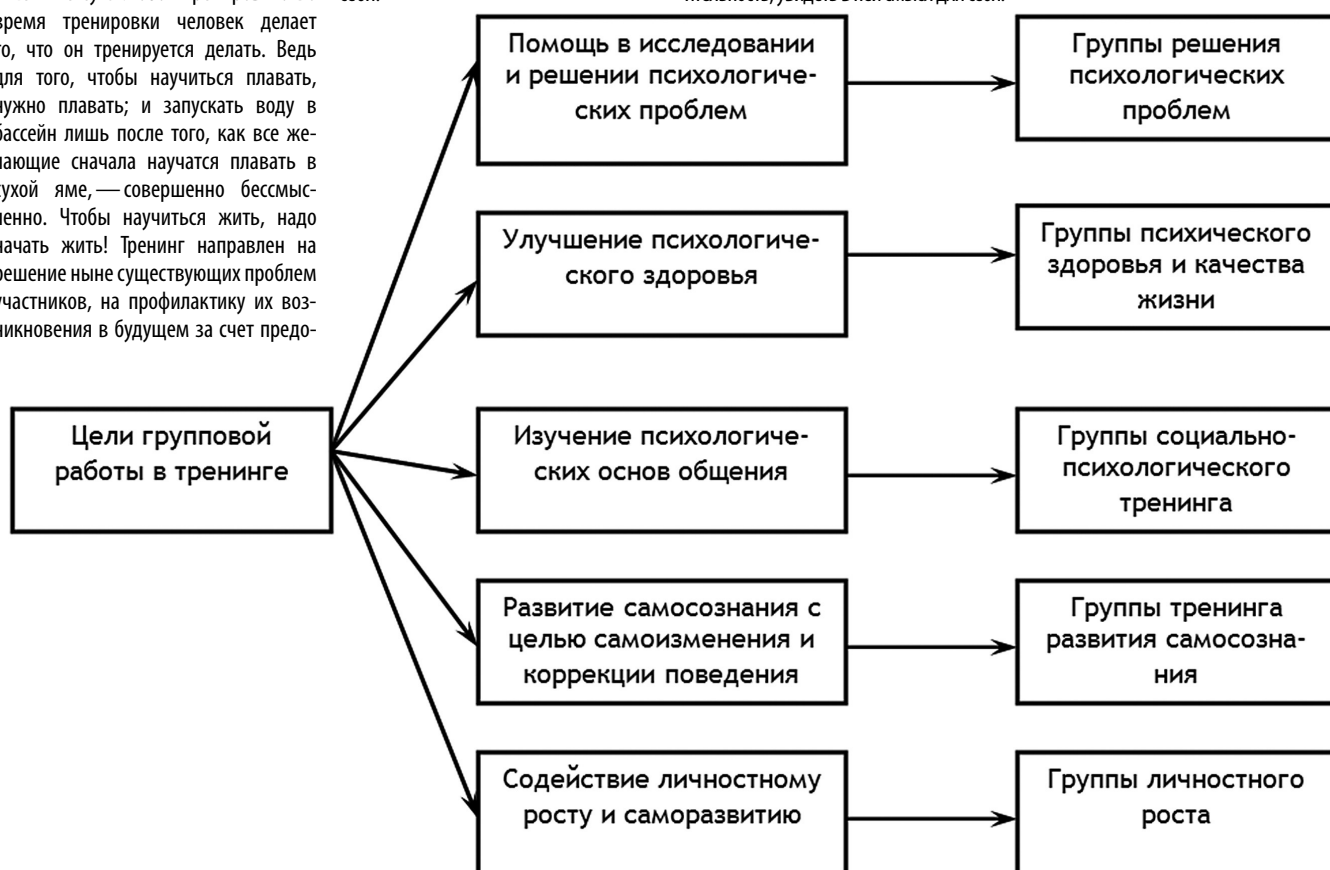 время тренировки человек делает
то, что он тренируется делать. Ведь
для того, чтобы научиться плавать,
нужно плавать; и запускать воду в
бассейн лишь после того, как все же-
лающие сначала научатся плавать в
сухой яме, — совершенно бессмыс-
ленно. Чтобы научиться жить, надо
начать жить! Тренинг направлен на
решение ныне существующих проблем
участников, на профилактику их воз-
никновения в будущем за счет предо-
Цели групповой
работы в тренинге
Помощь в исследовании
и решении психологиче-
ских проблем
Группы решения
психологических
проблем
Улучшение психологиче-
ского здоровья
Группы психического
здоровья и качества
жизни
Изучение психологиче-
ских основ общения
Группы социально-
психологического
тренинга
Развитие самосознания с
целью самоизменения и
коррекции поведения
Группы тренинга
развития самосозна-
ния
Содействие личностному
росту и саморазвитию
Группы личностного
роста